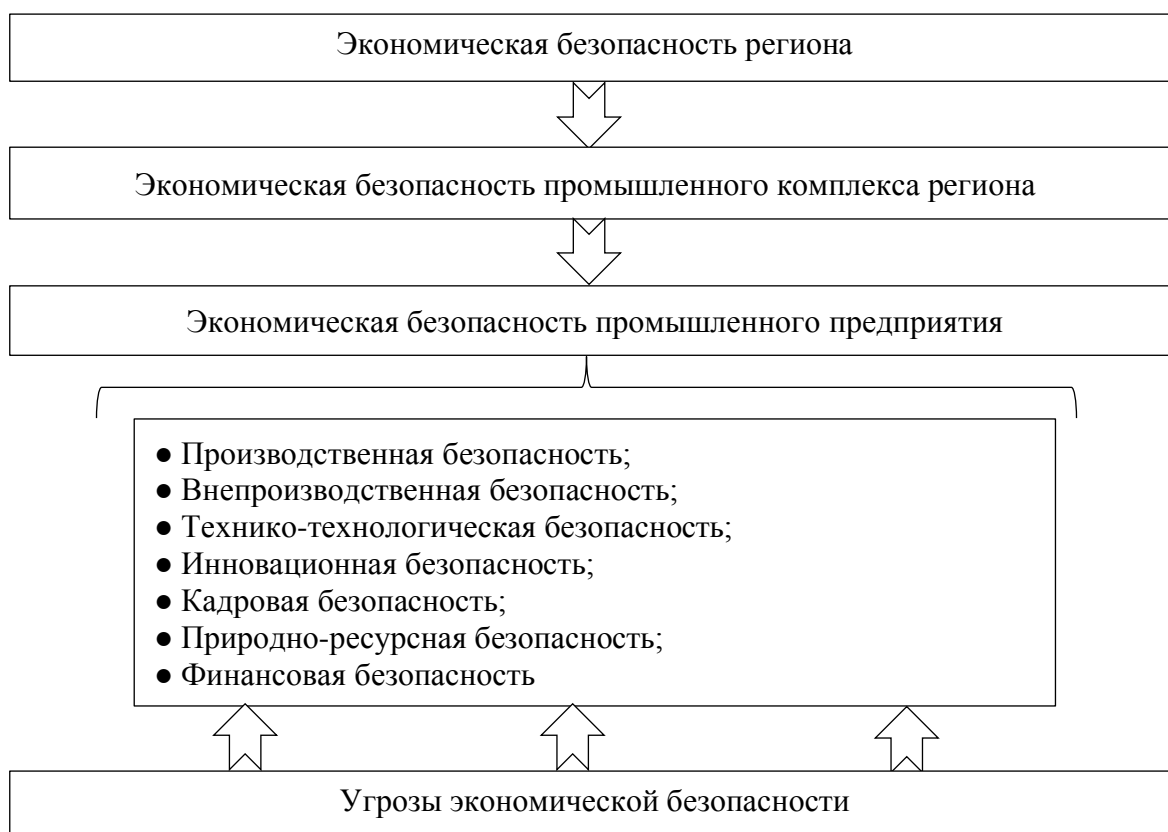 Экономическая безопасность региона
Экономическая безопасность промышленного комплекса региона
Экономическая безопасность промышленного предприятия
● Производственная безопасность;
● Внепроизводственная безопасность;
● Технико-технологическая безопасность;
● Инновационная безопасность;
● Кадровая безопасность;
● Природно-ресурсная безопасность;
● Финансовая безопасность
Угрозы экономической безопасности